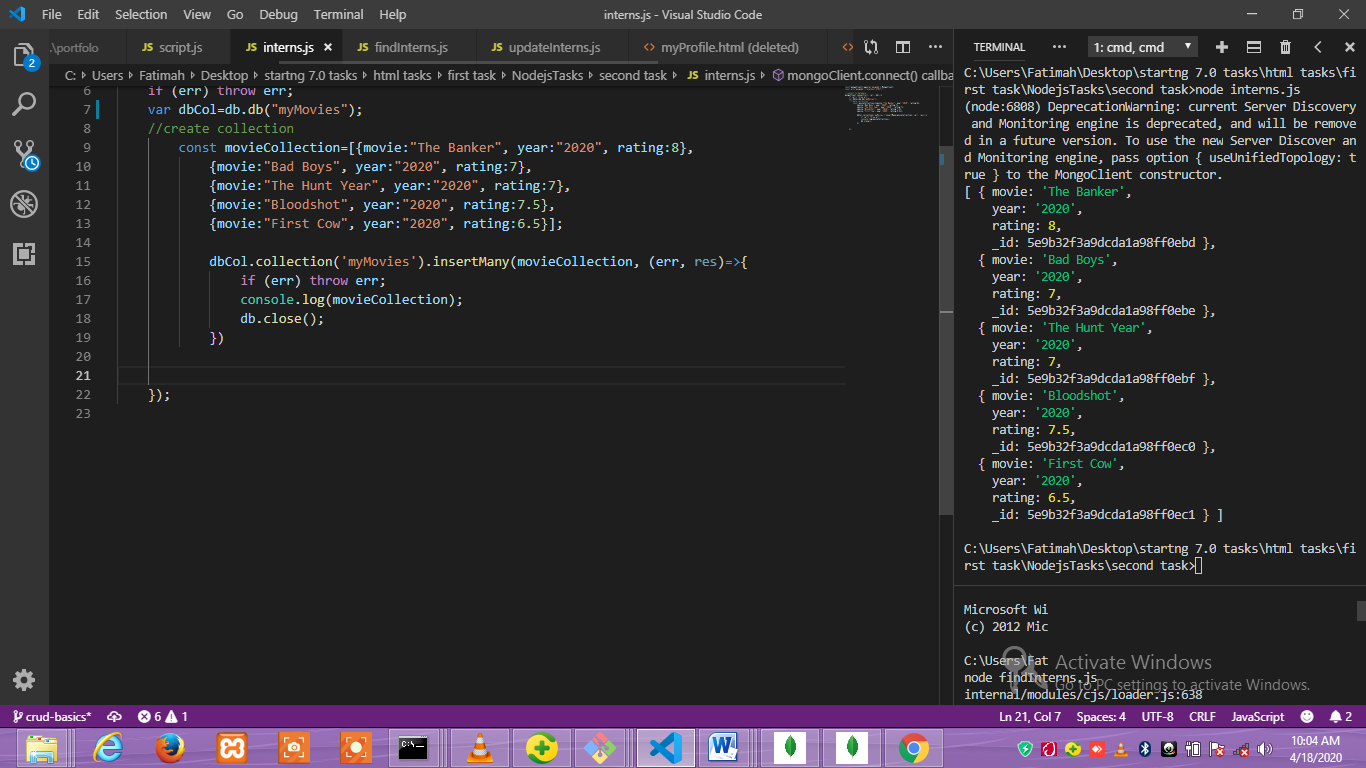 File Edit Selection View Go Debug Terminal Help
interns.js - Visual Studio Code
.\portfolo
JS script.js
JS interns.js ×
JS findInterns.js
JS updateInterns.js
<> myProfile.html (deleted)
C: > Users > Fatimah > Desktop > startng 7.0 tasks > html tasks > first task > NodejsTasks > second task > JS interns.js > mongoClient.connect() callba
6 if (err) throw err;
7 var dbCol=db.db("myMovies");
8 //create collection
9 const movieCollection=[{movie:"The Banker", year:"2020", rating:8},
10 {movie:"Bad Boys", year:"2020", rating:7},
11 {movie:"The Hunt Year", year:"2020", rating:7},
12 {movie:"Bloodshot", year:"2020", rating:7.5},
13 {movie:"First Cow", year:"2020", rating:6.5}];
14
15 dbCol.collection('myMovies').insertMany(movieCollection, (err, res)=>{
16 if (err) throw err;
17 console.log(movieCollection);
18 db.close();
19 })
20
21
22 });
23
TERMINAL ··· 1: cmd, cmd
C:\Users\Fatimah\Desktop\startng 7.0 tasks\html tasks\fi
rst task\NodejsTasks\second task>node interns.js
(node:6808) DeprecationWarning: current Server Discovery
and Monitoring engine is deprecated, and will be remove
d in a future version. To use the new Server Discover an
d Monitoring engine, pass option { useUnifiedTopology: t
rue } to the MongoClient constructor.
[ { movie: 'The Banker',
year: '2020',
rating: 8,
_id: 5e9b32f3a9dcda1a98ff0ebd },
{ movie: 'Bad Boys',
year: '2020',
rating: 7,
_id: 5e9b32f3a9dcda1a98ff0ebe },
{ movie: 'The Hunt Year',
year: '2020',
rating: 7,
_id: 5e9b32f3a9dcda1a98ff0ebf },
{ movie: 'Bloodshot',
year: '2020',
rating: 7.5,
_id: 5e9b32f3a9dcda1a98ff0ec0 },
{ movie: 'First Cow',
year: '2020',
rating: 6.5,
_id: 5e9b32f3a9dcda1a98ff0ec1 } ]
C:\Users\Fatimah\Desktop\startng 7.0 tasks\html tasks\fi
rst task\NodejsTasks\second task>
Microsoft Wi
(c) 2012 Mic
C:\Users\Fat
node findInterns.js
internal/modules/cjs/loader.js:638
Activate Windows
Go to PC settings to activate Windows.
2
crud-basics* 6 1
Ln 21, Col 7 Spaces: 4 UTF-8 CRLF JavaScript 2
10:04 AM
4/18/2020